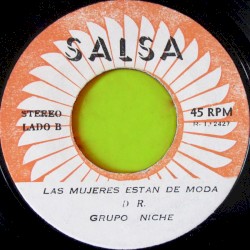 SALSA
STEREO 45 RPM
LADO B
LAS MUJERES ESTAN DE MODA
D R.
GRUPO NICHE